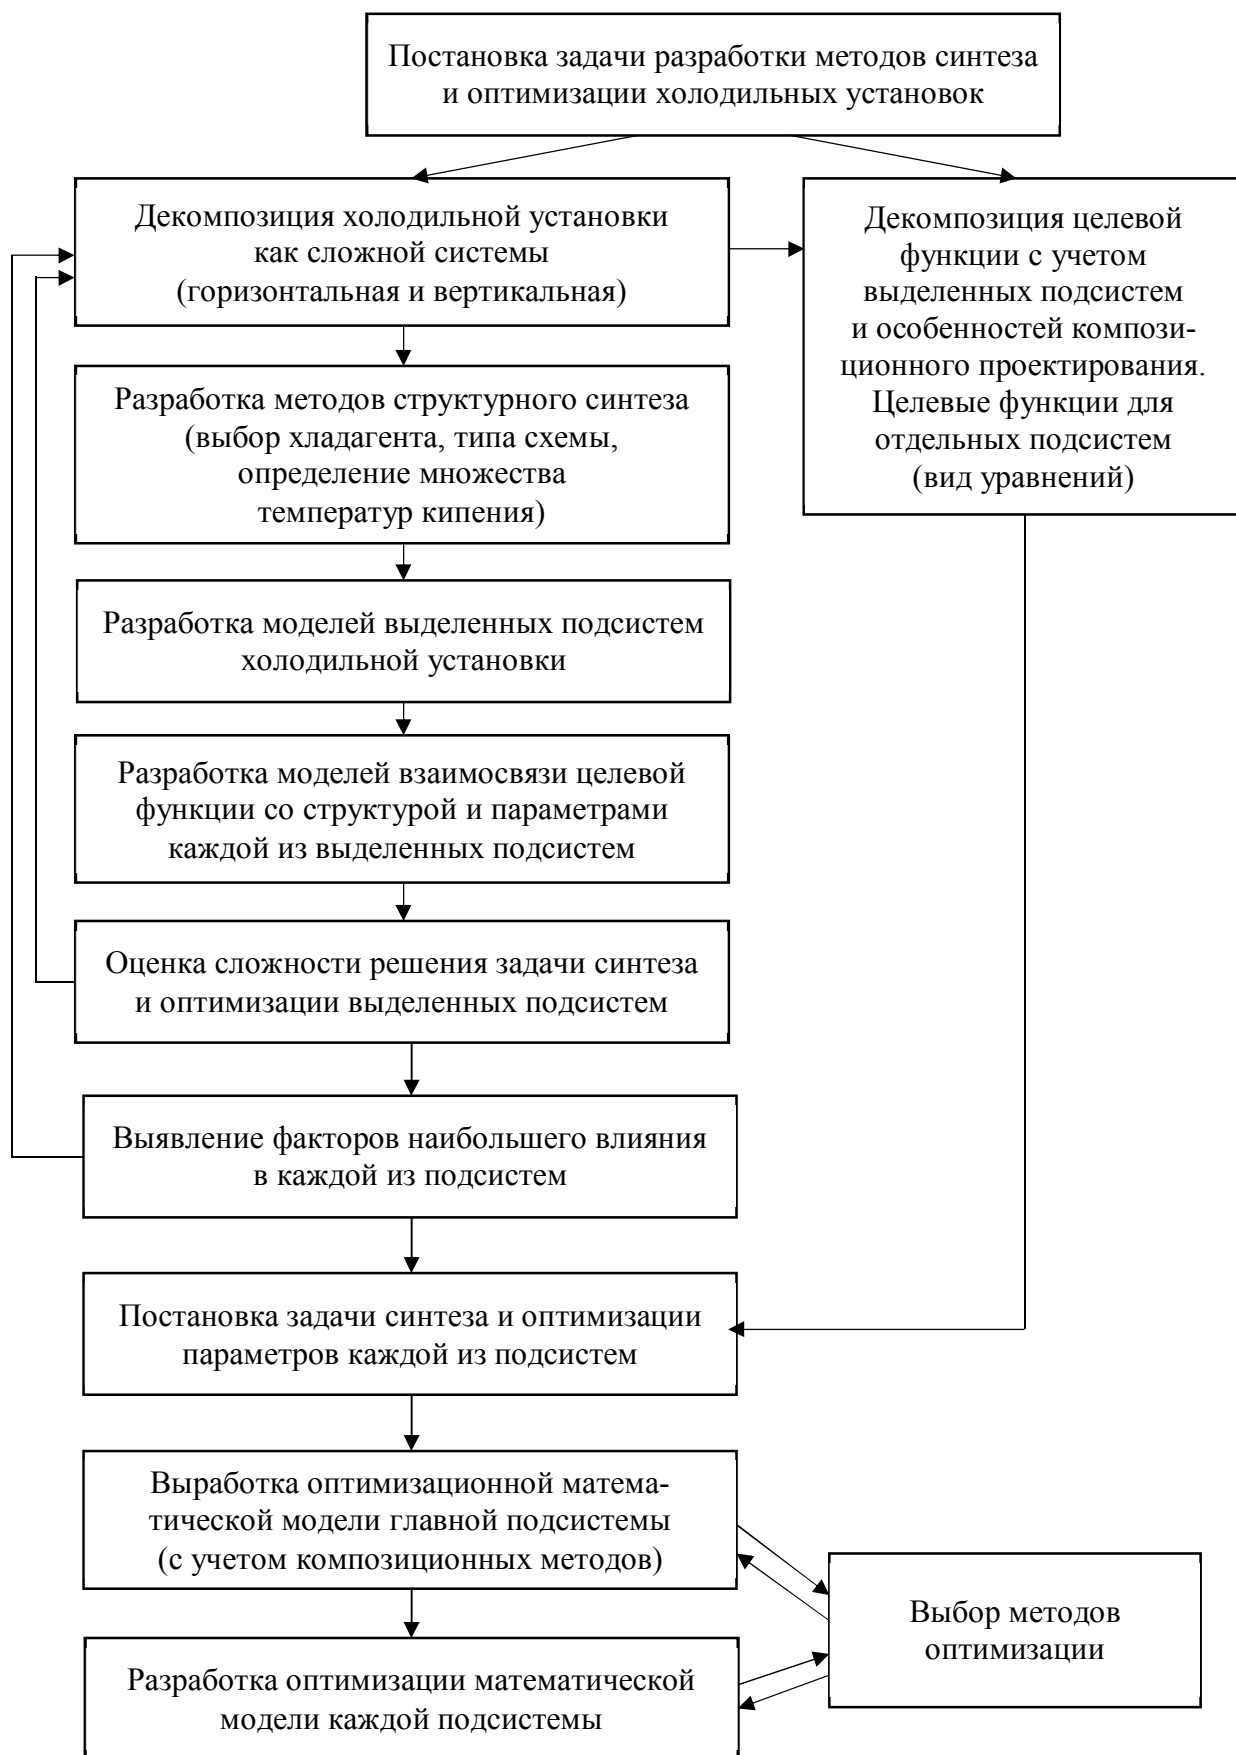 Постановка задачи разработки методов синтеза
и оптимизации холодильных установок
Декомпозиция холодильной установки
как сложной системы
(горизонтальная и вертикальная)
Декомпозиция целевой
функции с учетом
выделенных подсистем
и особенностей компози-
ционного проектирования.
Целевые функции для
отдельных подсистем
(вид уравнений)
Разработка методов структурного синтеза
(выбор хладагента, типа схемы,
определение множества
температур кипения)
Разработка моделей выделенных подсистем
холодильной установки
Разработка моделей взаимосвязи целевой
функции со структурой и параметрами
каждой из выделенных подсистем
Оценка сложности решения задачи синтеза
и оптимизации выделенных подсистем
Выявление факторов наибольшего влияния
в каждой из подсистем
Постановка задачи синтеза и оптимизации
параметров каждой из подсистем
Выработка оптимизационной матема-
тической модели главной подсистемы
(с учетом композиционных методов)
Выбор методов
оптимизации
Разработка оптимизации математической
модели каждой подсистемы